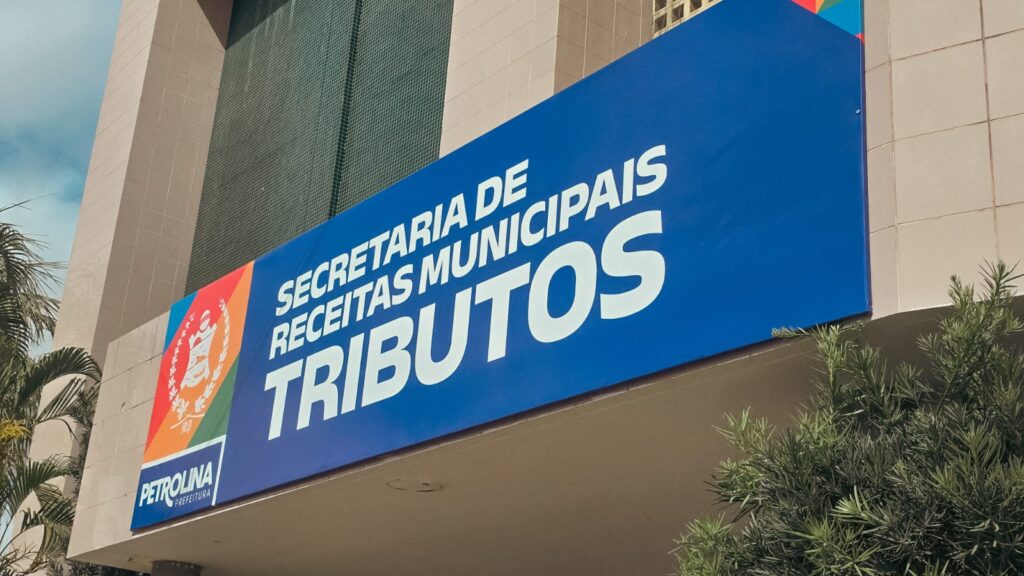 SECRETARIA DE
RECEITAS MUNICIPAIS
TRIBUTOS
PETROLINA
PREFEITURA